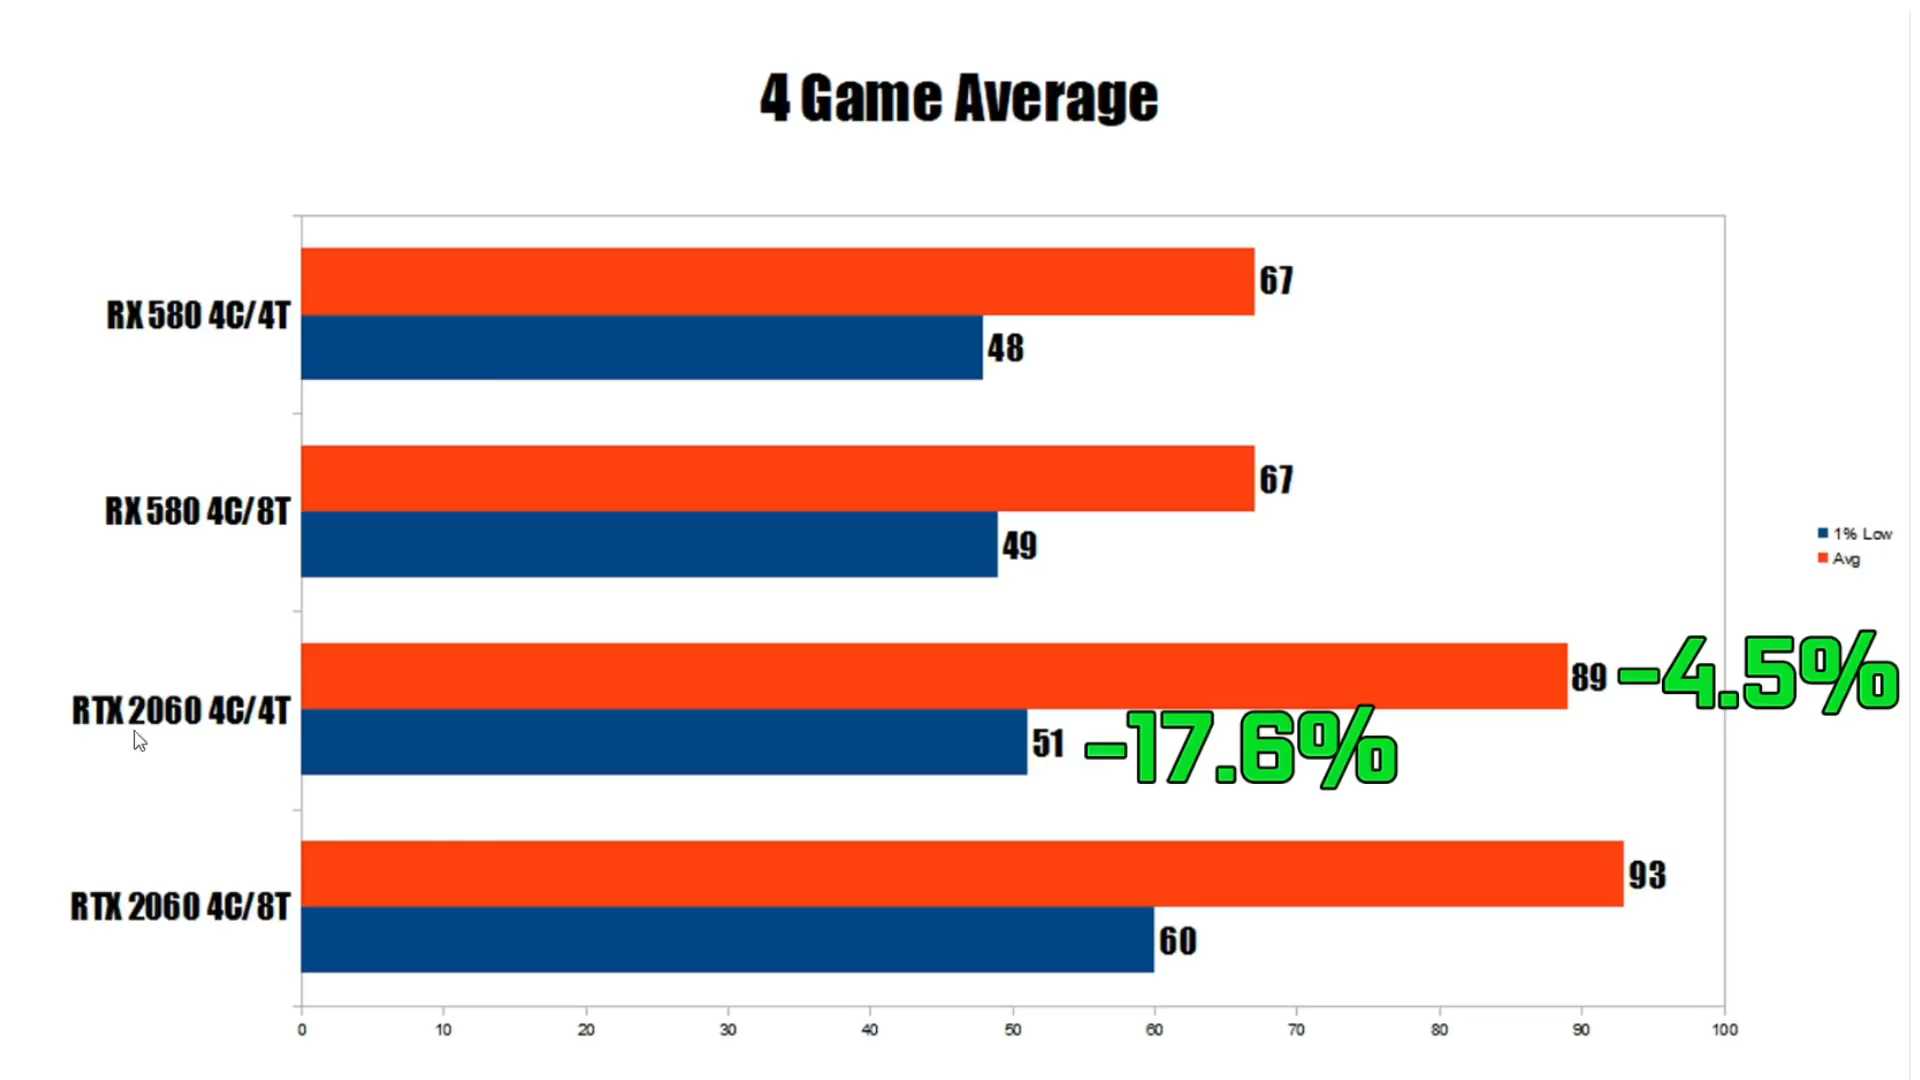 4 Game Average
RX 580 4C/4T
67
48
RX 580 4C/8T
67
49
1% Low
Avg
RTX 2060 4C/4T
89 -4.5%
51 -17.6%
RTX 2060 4C/8T
93
60
0 10 20 30 40 50 60 70 80 90 100